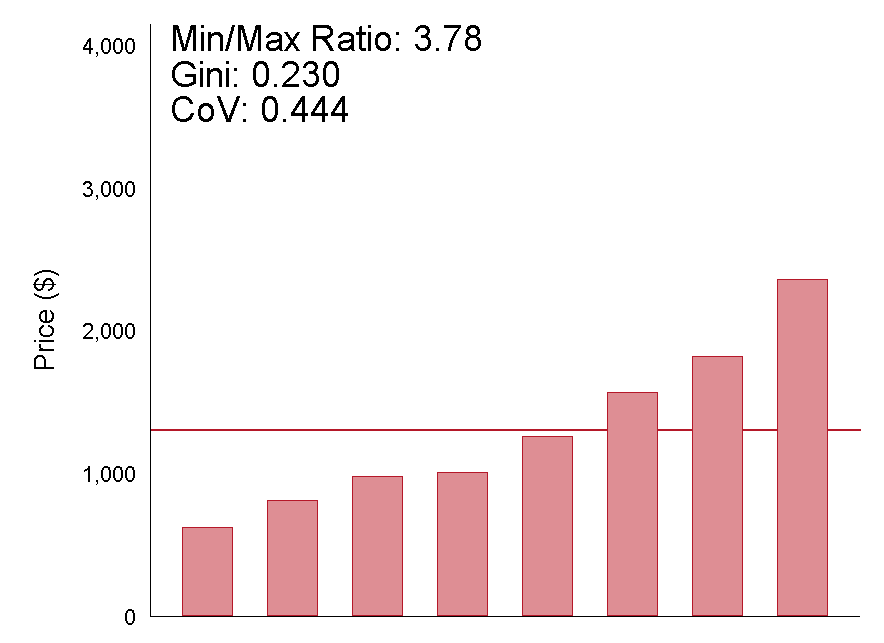 Min/Max Ratio: 3.78
Gini: 0.230
CoV: 0.444
Price ($)
4,000
3,000
2,000
1,000
0